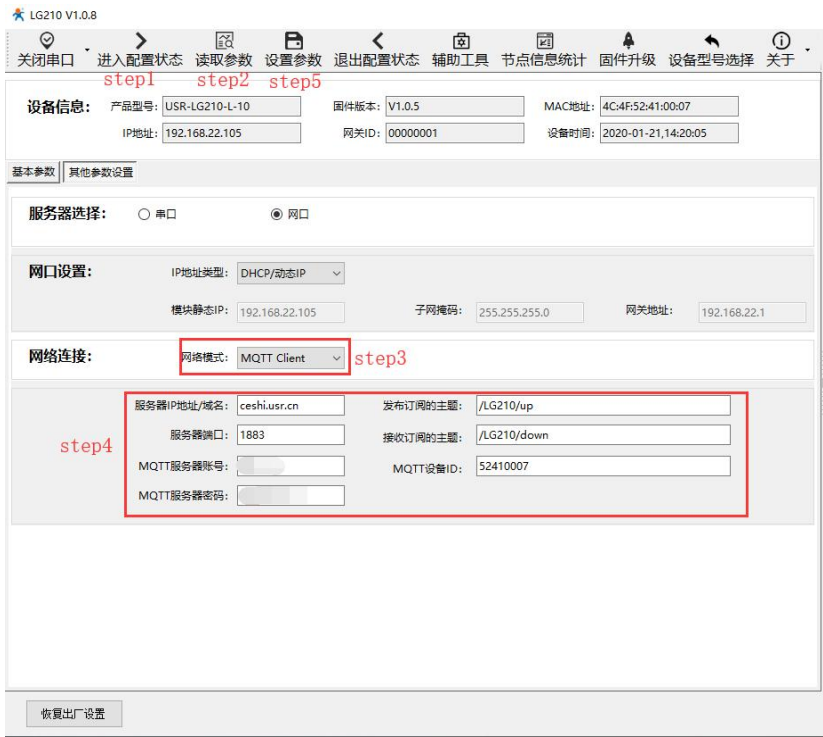 LG210 V1.0.8
关闭串口 进入配置状态 读取参数 设置参数 退出配置状态 辅助工具 节点信息统计 固件升级 设备型号选择 关于
step1 step2 step5
设备信息: 产品型号: USR-LG210-L-10 固件版本: V1.0.5 MAC地址: 4C:4F:52:41:00:07
IP地址: 192.168.22.105 网关ID: 00000001 设备时间: 2020-01-21,14:20:05
基本参数 其他参数设置
服务器选择: 串口 网口
网口设置: IP地址类型: DHCP/动态IP
模块静态IP: 192.168.22.105 子网掩码: 255.255.255.0 网关地址: 192.168.22.1
网络连接: 网络模式: MQTT Client step3
服务器IP地址/域名: ceshi.usr.cn 发布订阅的主题: /LG210/up
服务器端口: 1883 接收订阅的主题: /LG210/down
step4
MQTT服务器账号: MQTT设备ID: 52410007
MQTT服务器密码:
恢复出厂设置